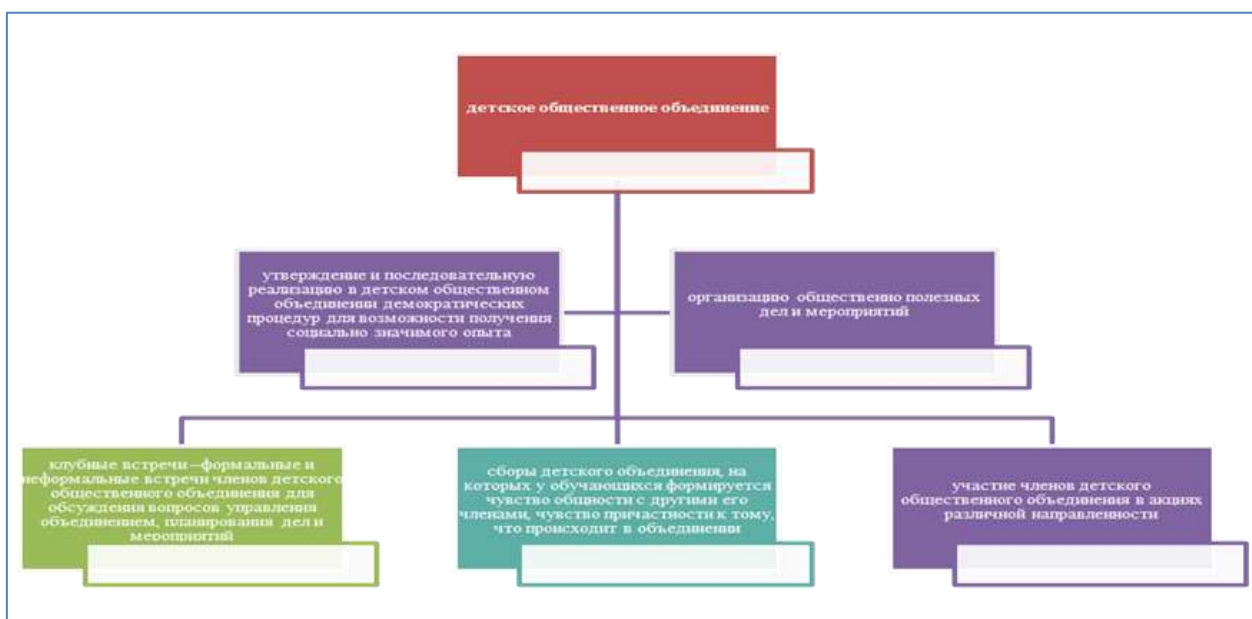 детское общественное объединение
утверждение и последовательную
реализацию в детском общественном
объединении демократических
процедур для возможности получения
социально значимого опыта
организацию общественно полезных
дел и мероприятий
клубные встречи –формальные и
неформальные встречи членов детского
общественного объединения для
обсуждения вопросов управления
объединением, планирования дел и
мероприятий
сборы детского объединения, на
которых у обучающихся формируется
чувство общности с другими его
членами, чувство причастности к тому,
что происходит в объединении
участие членов детского
общественного объединения в акциях
различной направленности